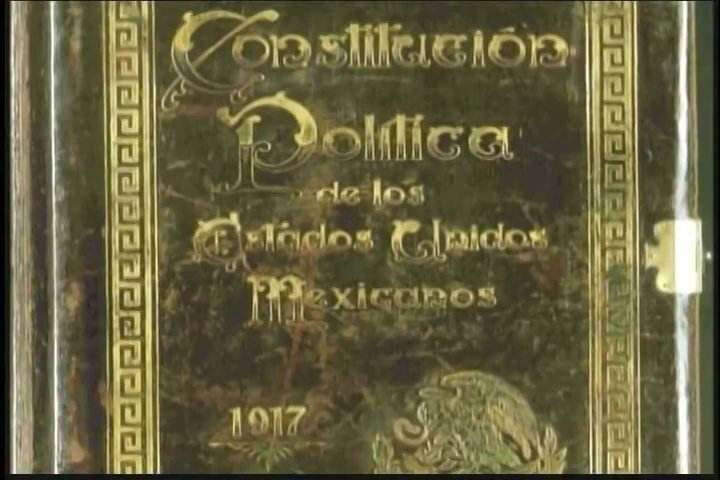 Constitución
Política
de los
Estados Unidos
Mexicanos
1917